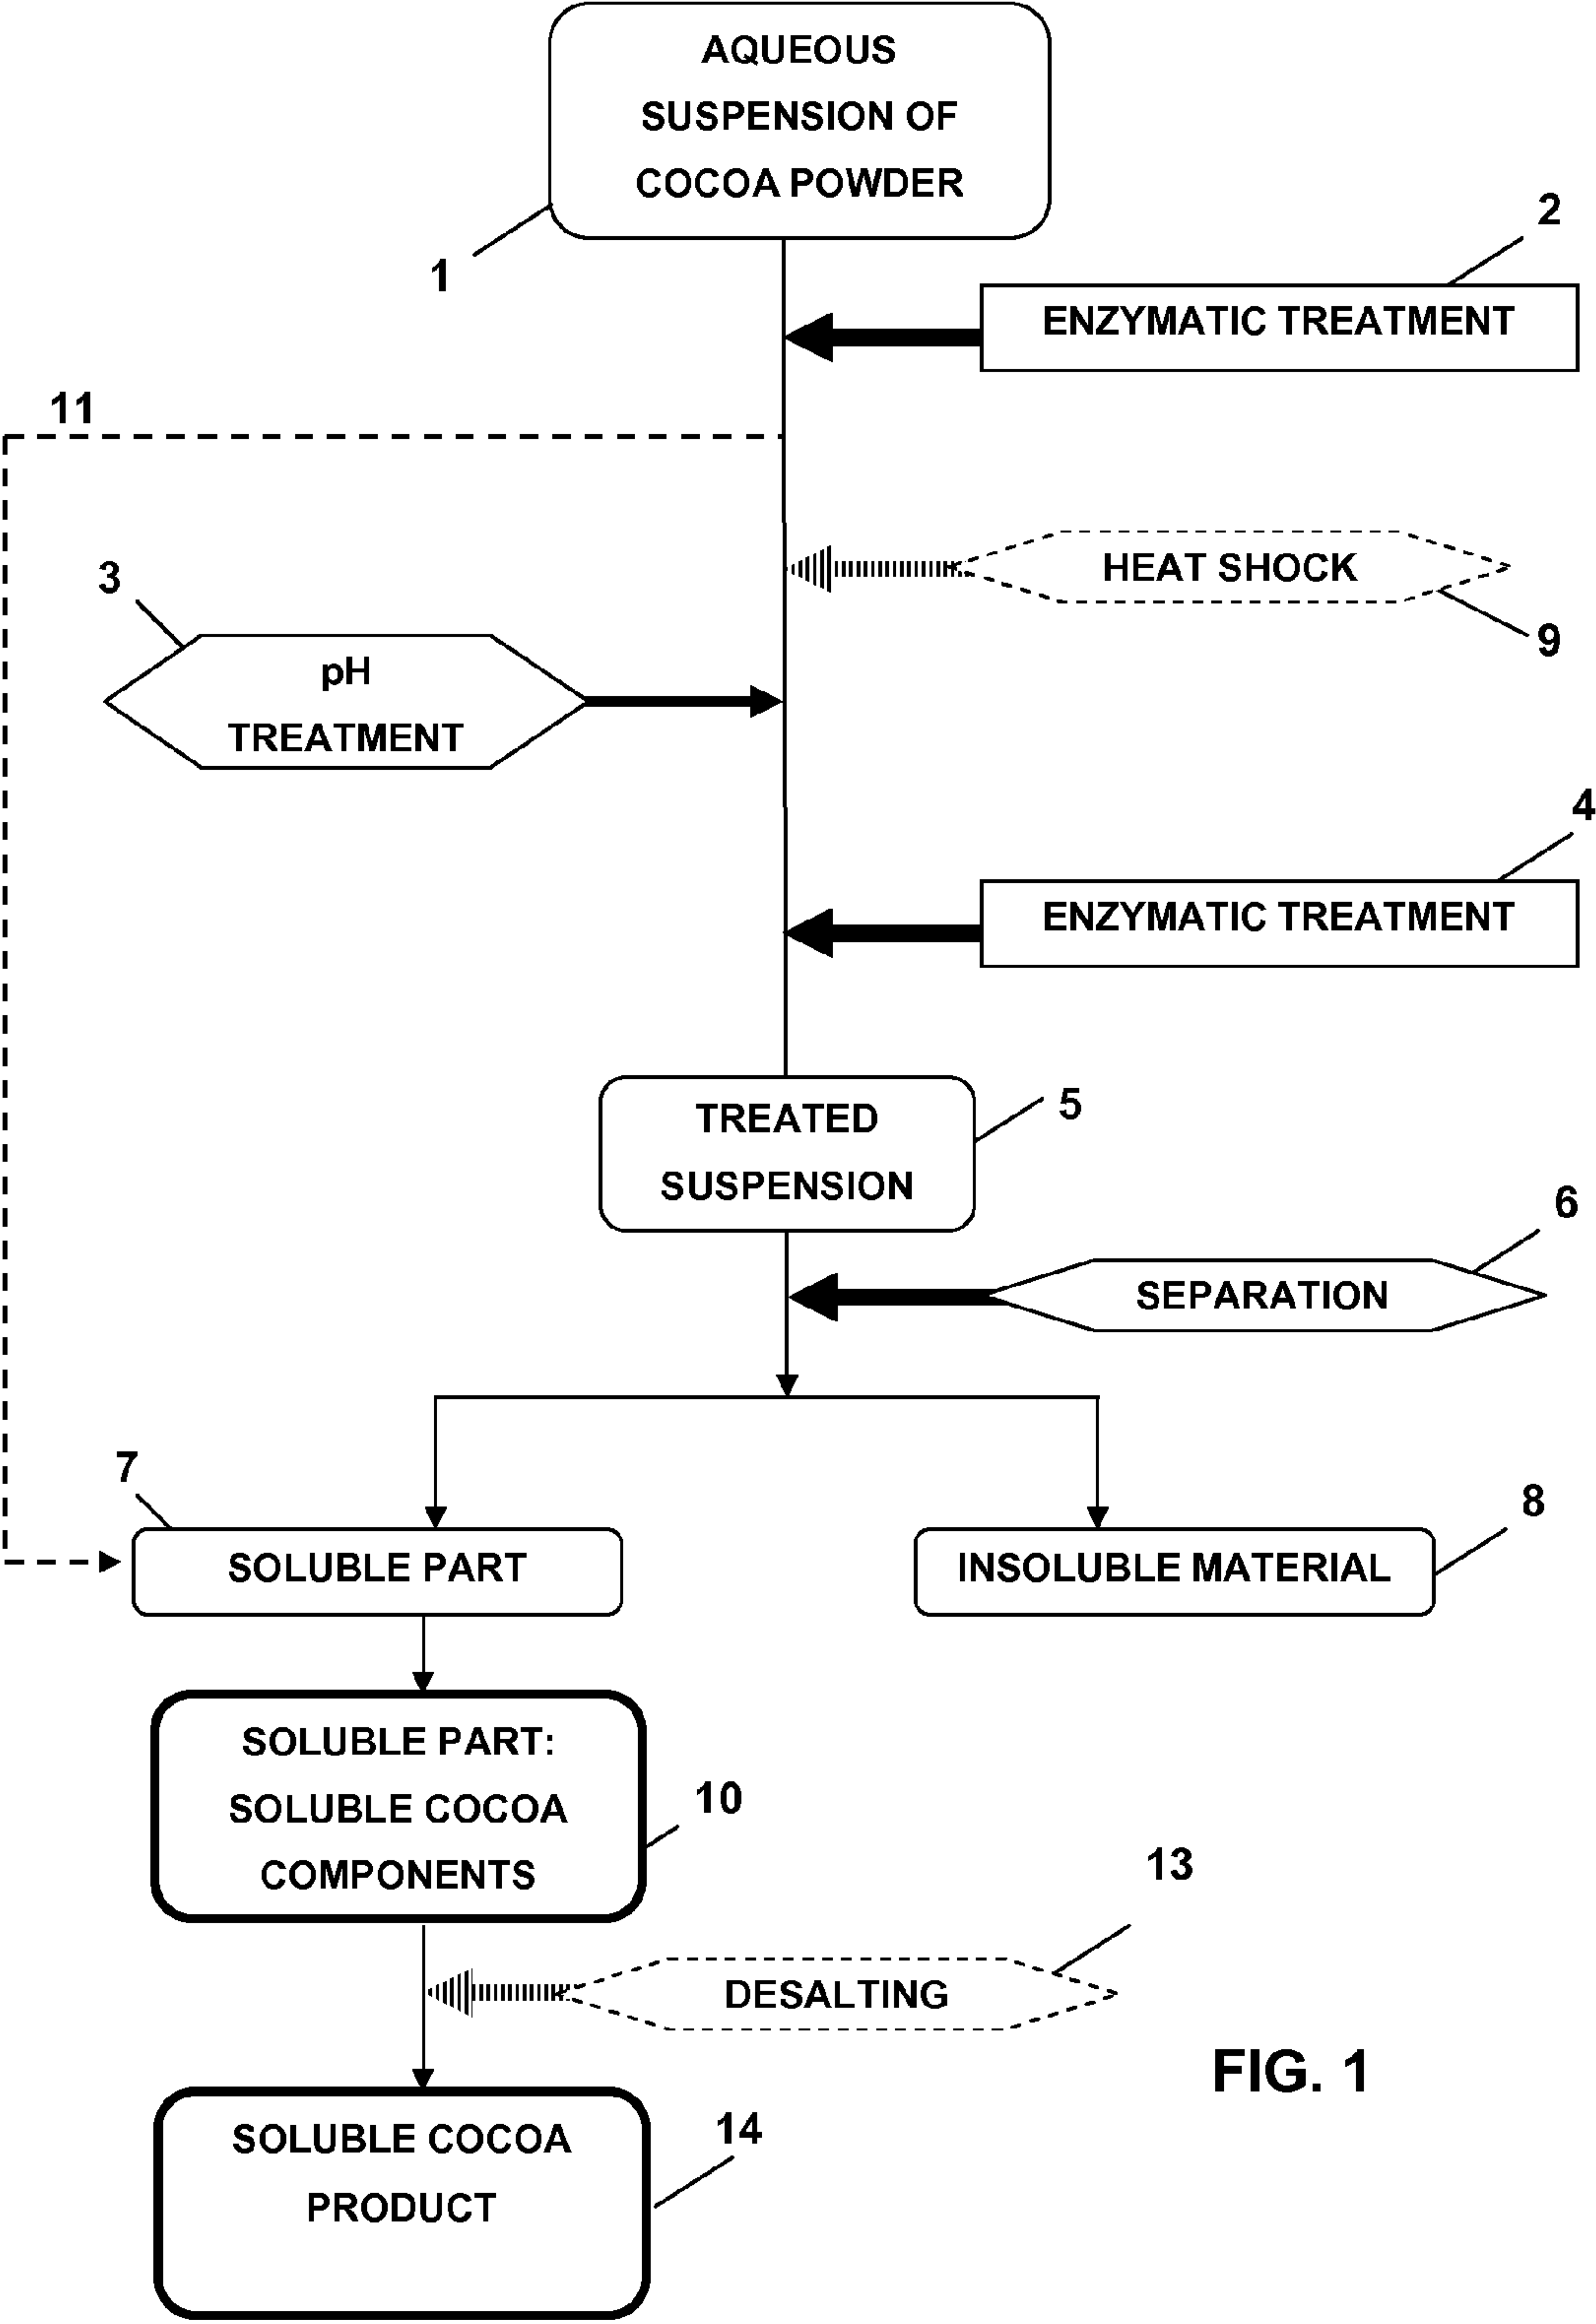 AQUEOUS
SUSPENSION OF
COCOA POWDER
1
2
ENZYMATIC TREATMENT
11
HEAT SHOCK
9
3
pH
TREATMENT
4
ENZYMATIC TREATMENT
TREATED
SUSPENSION
5
6
SEPARATION
7
SOLUBLE PART
8
INSOLUBLE MATERIAL
SOLUBLE PART:
SOLUBLE COCOA
COMPONENTS
10
13
DESALTING
FIG. 1
SOLUBLE COCOA
PRODUCT
14